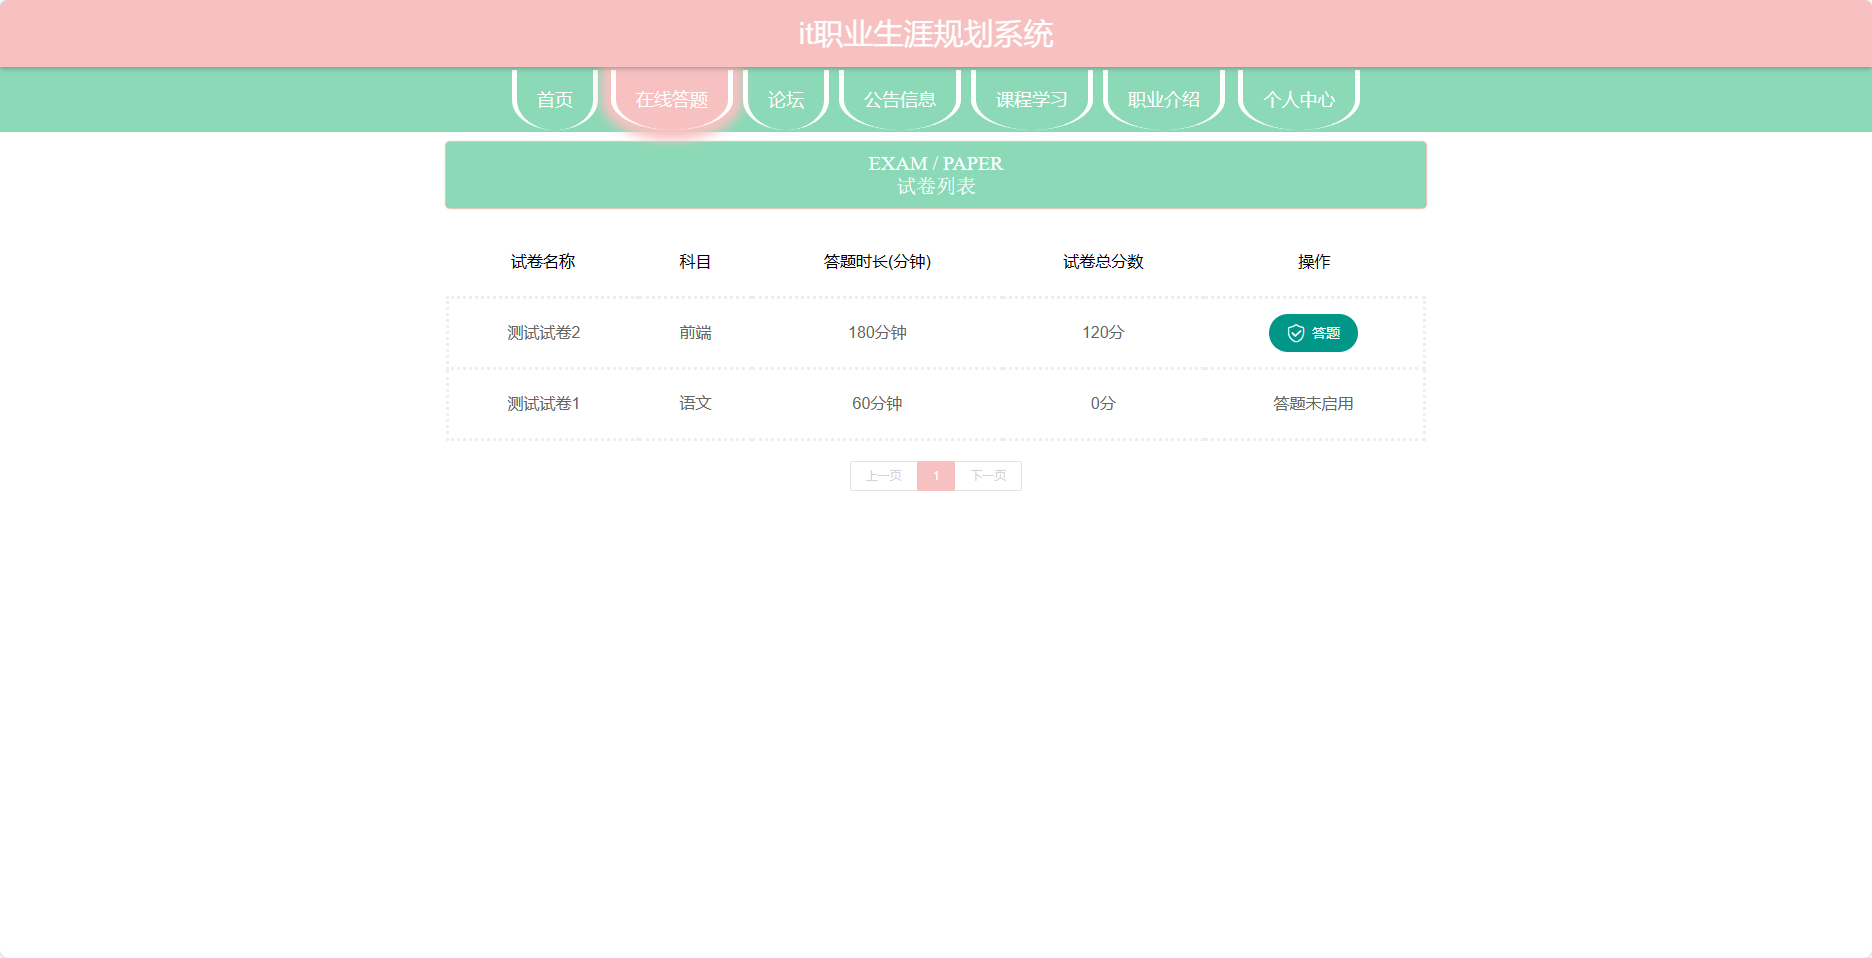 it职业生涯规划系统
首页 在线答题 论坛 公告信息 课程学习 职业介绍 个人中心
EXAM / PAPER
试卷列表
试卷名称 科目 答题时长(分钟) 试卷总分数 操作
测试试卷2 前端 180分钟 120分 答题
测试试卷1 语文 60分钟 0分 答题未启用
上一页 1 下一页